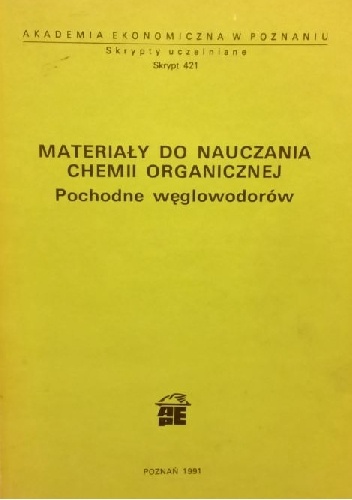 AKADEMIA EKONOMICZNA W POZNANIU
Skrypty uczelniane
Skrypt 421
MATERIAŁY DO NAUCZANIA
CHEMII ORGANICZNEJ
Pochodne węglowodorów
AE
POZNAŃ 1991